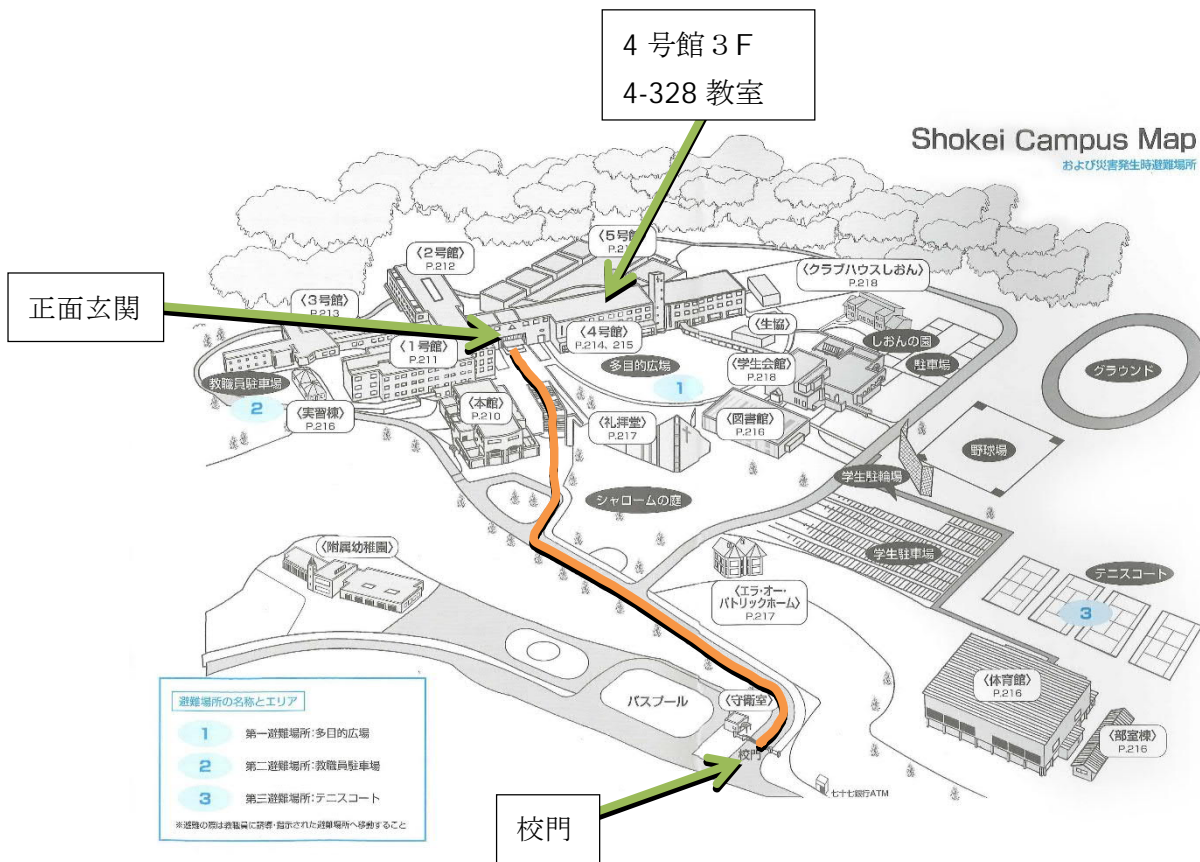 4 号館３F
4-328 教室
Shokei Campus Map
および災害発生時避難場所
正面玄関
〈5号館〉
〈2号館〉
P.212
〈クラブハウスしおん〉
P.218
〈3号館〉
P.213
〈生協〉
〈4号館〉
P.214, 215
しおんの園
〈1号館〉
P.211
多目的広場
1
〈学生会館〉
P.218
駐車場
グラウンド
教職員駐車場
2
〈実習棟〉
P.216
〈本館〉
P.210
〈礼拝堂〉
P.217
〈図書館〉
P.216
野球場
学生駐輪場
シャロームの庭
学生駐車場
〈附属幼稚園〉
テニスコート
3
〈エラ・オー・
パトリックホーム〉
P.217
〈体育館〉
P.216
バスプール
〈守衛室〉
〈部室棟〉
P.216
校門
七十七銀行ATM
避難場所の名称とエリア
1 第一避難場所:多目的広場
2 第二避難場所:教職員駐車場
3 第三避難場所:テニスコート
※避難の際は教職員に誘導・指示された避難場所へ移動すること
校門